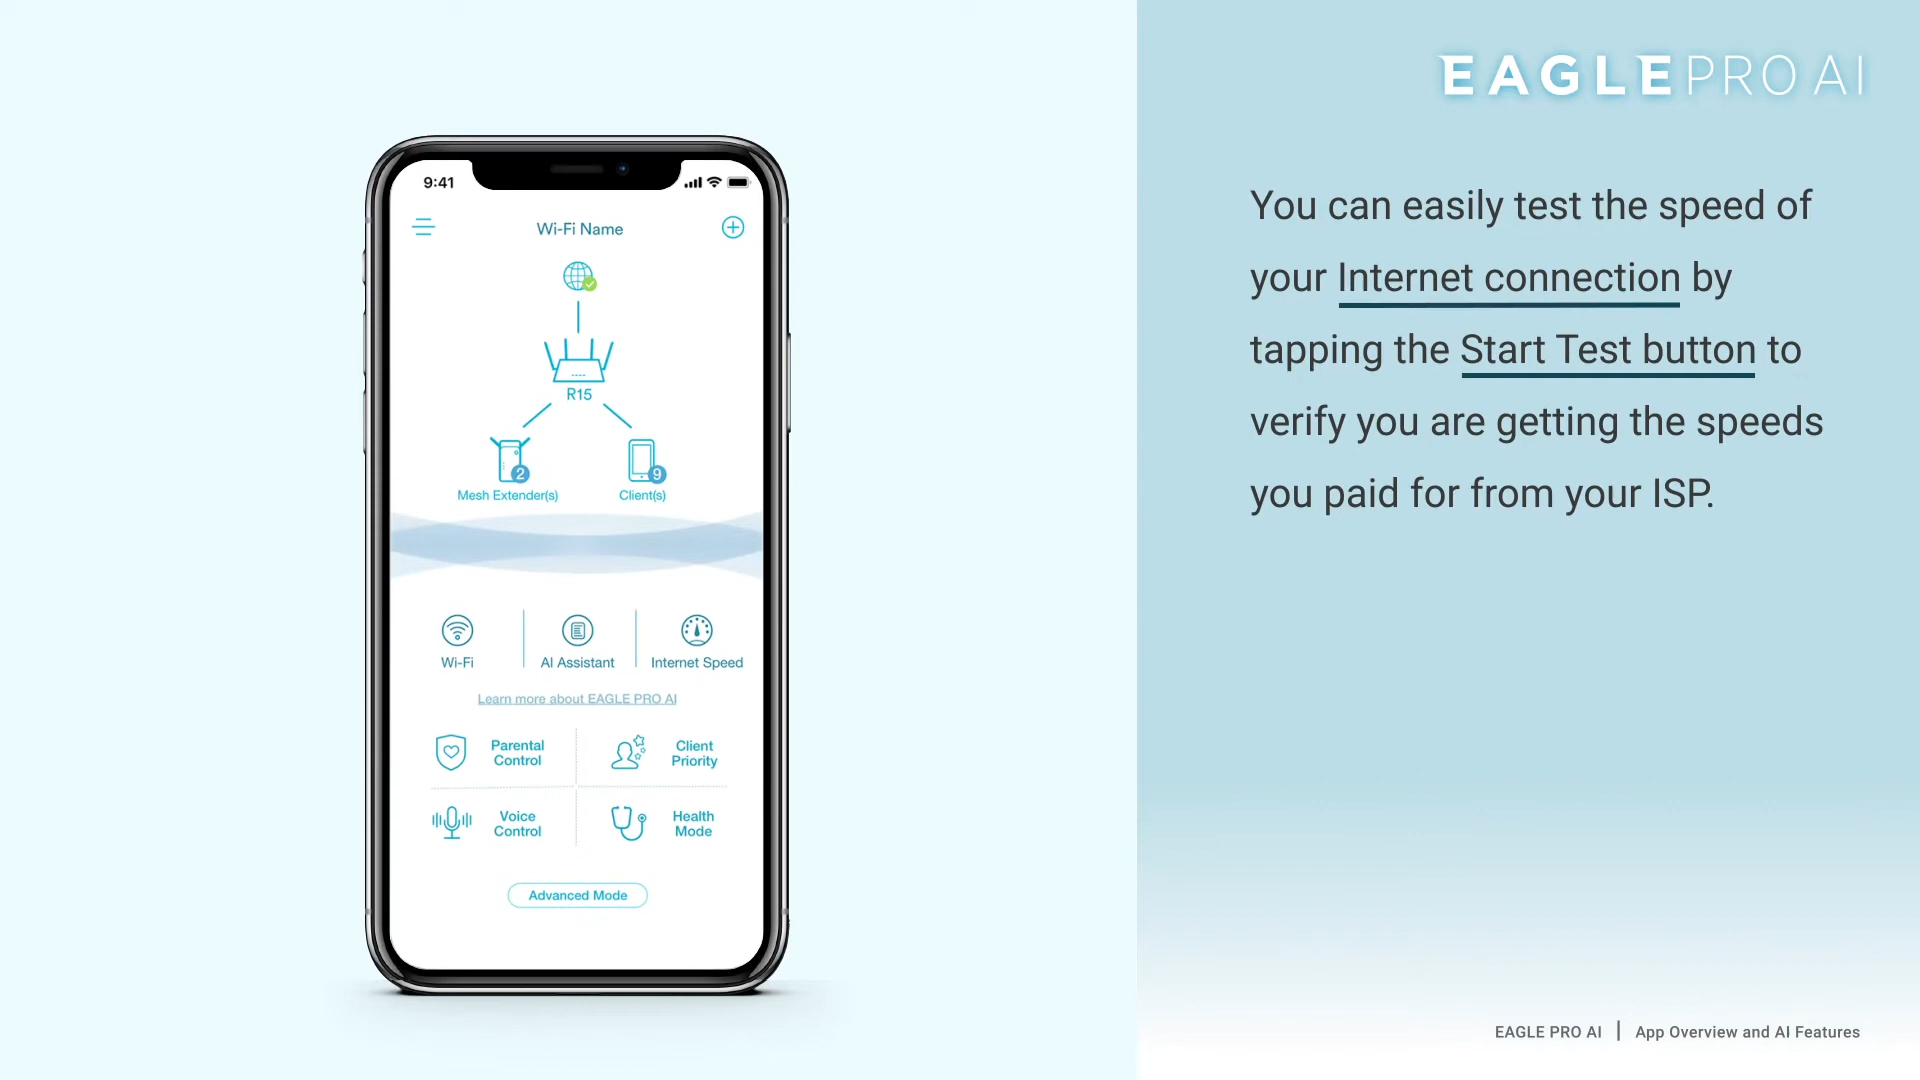 9:41
Wi-Fi Name
R15
2
9
Mesh Extender(s)
Client(s)
Wi-Fi
AI Assistant
Internet Speed
Learn more about EAGLE PRO AI
Parental
Control
Client
Priority
Voice
Control
Health
Mode
Advanced Mode
EAGLE PRO AI
You can easily test the speed of
your Internet connection by
tapping the Start Test button to
verify you are getting the speeds
you paid for from your ISP.
EAGLE PRO AI | App Overview and AI Features